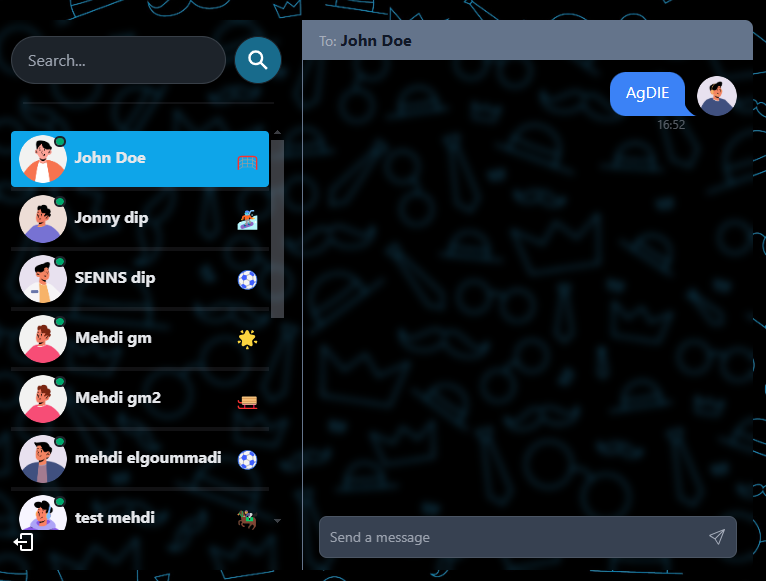 Search...
John Doe
Jonny dip
SENNS dip
Mehdi gm
Mehdi gm2
mehdi elgoummadi
test mehdi
To: John Doe
AgDIE
16:52
Send a message